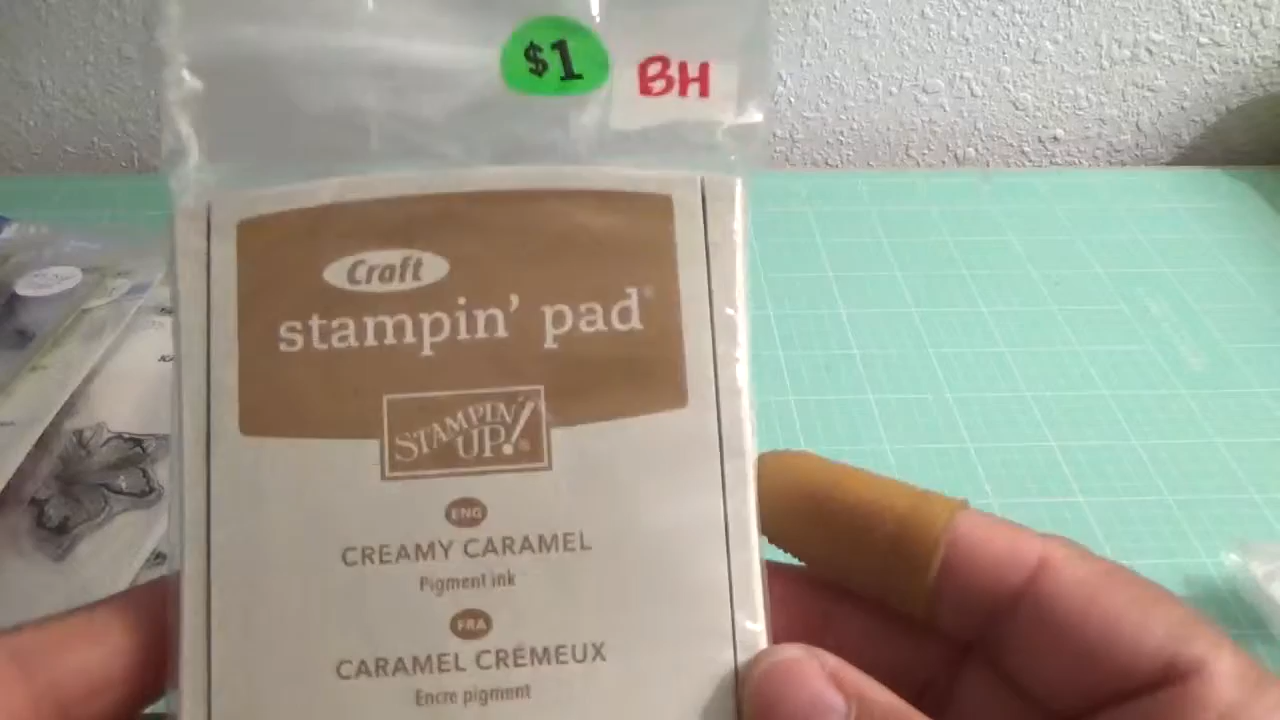 $1
BH
Craft
stampin' pad®
STAMPIN'
UP!®
ENG
CREAMY CARAMEL
Pigment ink
FRA
CARAMEL CRÉMEUX
Encre pigment